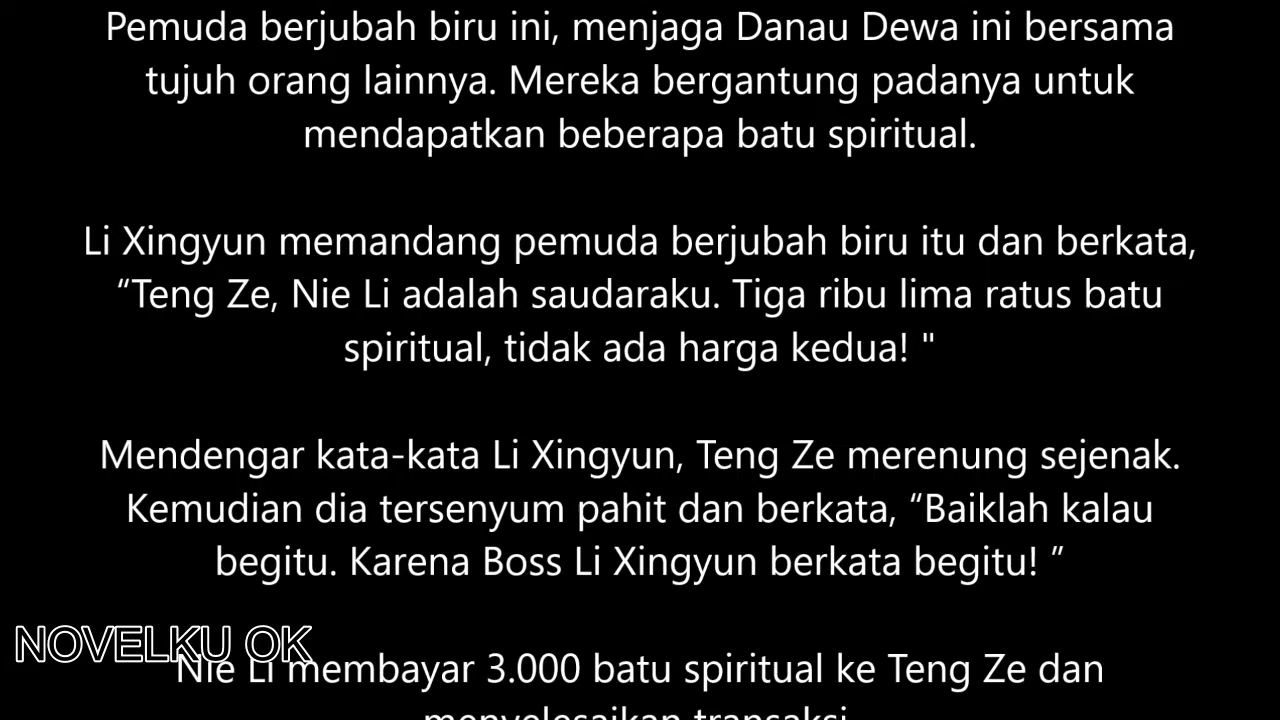 Pemuda berjubah biru ini, menjaga Danau Dewa ini bersama
tujuh orang lainnya. Mereka bergantung padanya untuk
mendapatkan beberapa batu spiritual.
Li Xingyun memandang pemuda berjubah biru itu dan berkata,
“Teng Ze, Nie Li adalah saudaraku. Tiga ribu lima ratus batu
spiritual, tidak ada harga kedua! "
Mendengar kata-kata Li Xingyun, Teng Ze merenung sejenak.
Kemudian dia tersenyum pahit dan berkata, “Baiklah kalau
begitu. Karena Boss Li Xingyun berkata begitu! ”
NOVELKU OK
Nie Li membayar 3.000 batu spiritual ke Teng Ze dan
menyelesaikan transaksi.